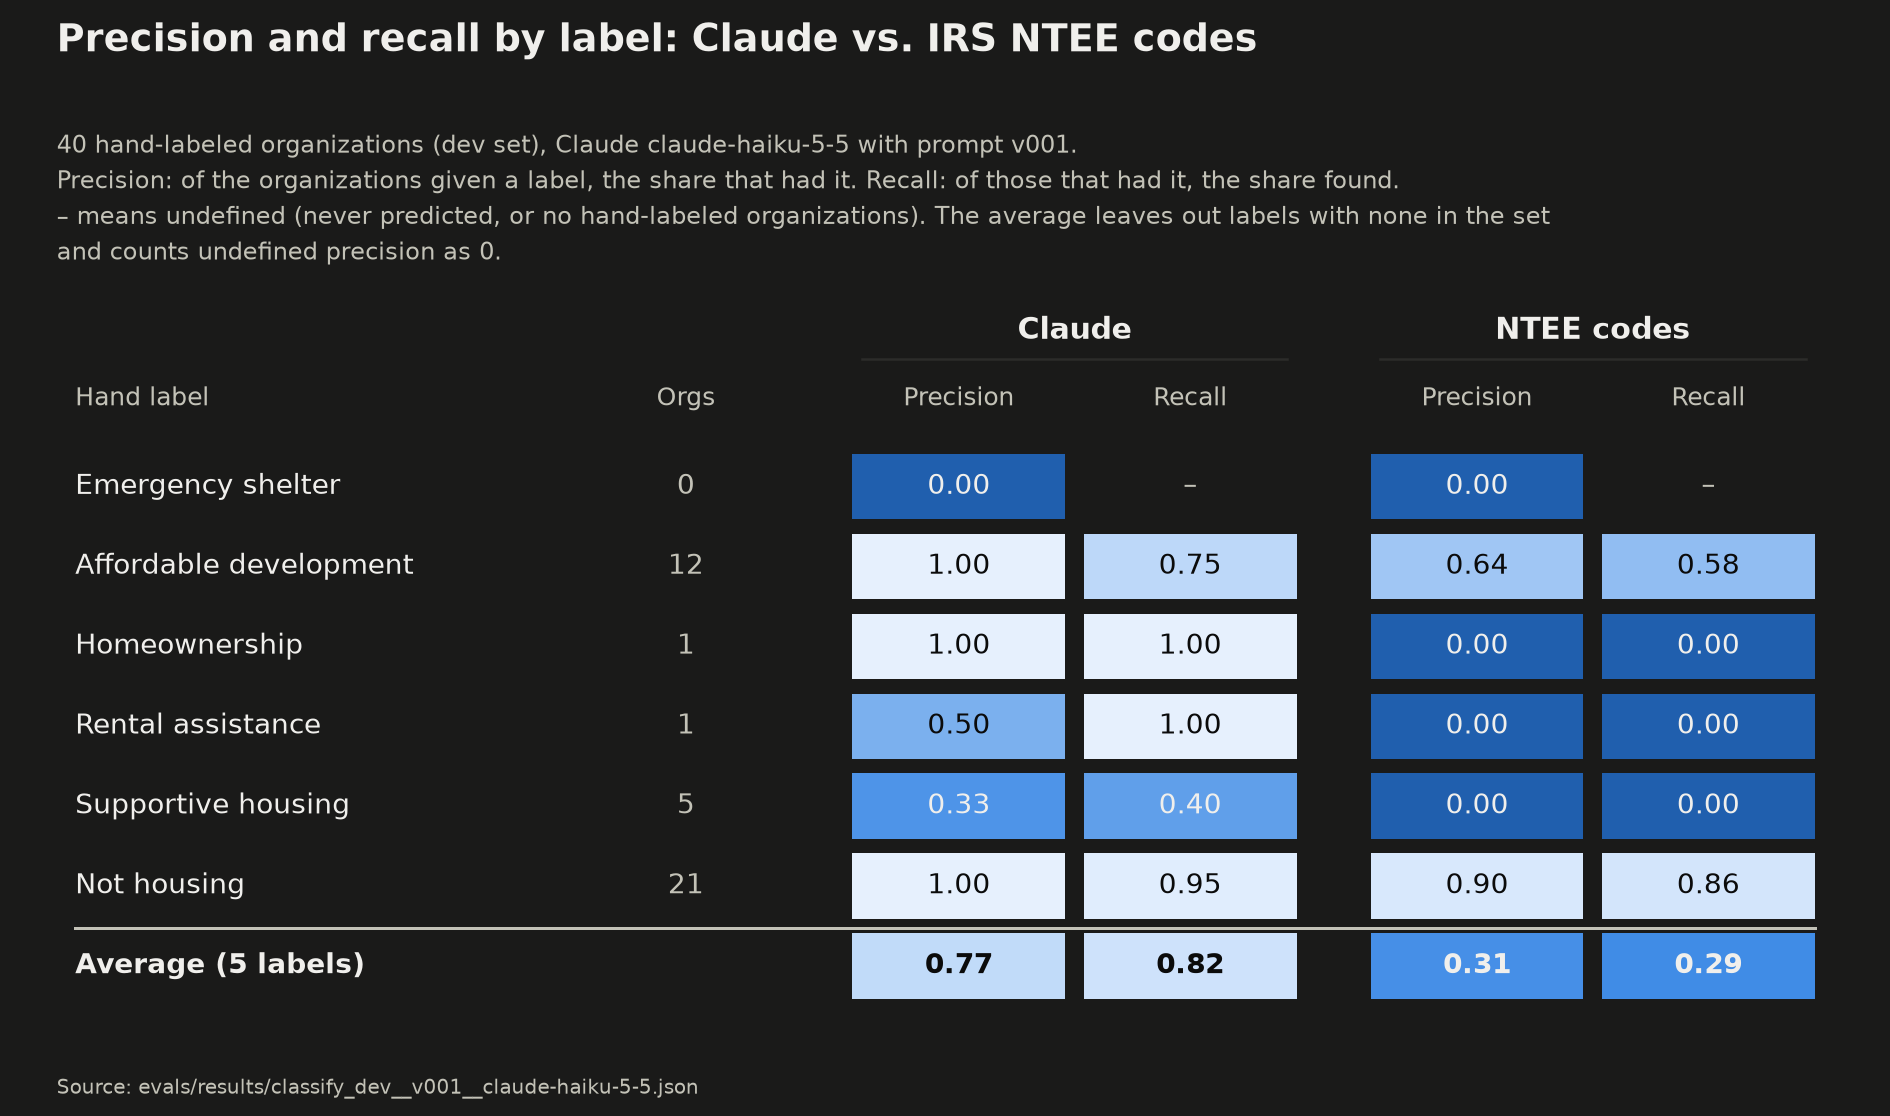 Precision and recall by label: Claude vs. IRS NTEE codes
40 hand-labeled organizations (dev set), Claude claude-haiku-5-5 with prompt v001.
Precision: of the organizations given a label, the share that had it. Recall: of those that had it, the share found.
– means undefined (never predicted, or no hand-labeled organizations). The average leaves out labels with none in the set
and counts undefined precision as 0.
Claude NTEE codes
Hand label Orgs Precision Recall Precision Recall
Emergency shelter 0 0.00 – 0.00 –
Affordable development 12 1.00 0.75 0.64 0.58
Homeownership 1 1.00 1.00 0.00 0.00
Rental assistance 1 0.50 1.00 0.00 0.00
Supportive housing 5 0.33 0.40 0.00 0.00
Not housing 21 1.00 0.95 0.90 0.86
Average (5 labels) 0.77 0.82 0.31 0.29
Source: evals/results/classify_dev__v001__claude-haiku-5-5.json